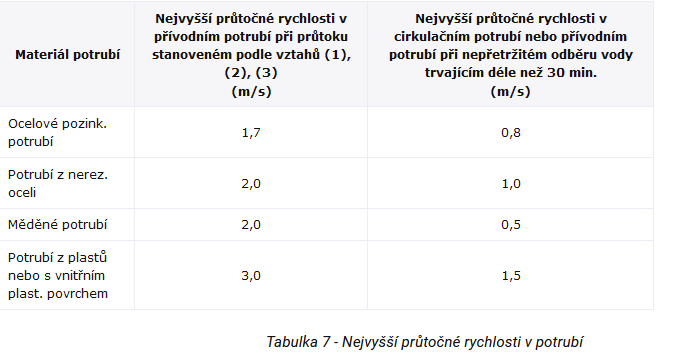 Materiál potrubí
Nejvyšší průtočné rychlosti v
přívodním potrubí při průtoku
stanoveném podle vztahů (1),
(2), (3)
(m/s)
Nejvyšší průtočné rychlosti v
cirkulačním potrubí nebo přívodním
potrubí při nepřetržitém odběru vody
trvajícím déle než 30 min.
(m/s)
Ocelové pozink.
potrubí
1,7
0,8
Potrubí z nerez.
oceli
2,0
1,0
Měděné potrubí
2,0
0,5
Potrubí z plastů
nebo s vnitřním
plast. povrchem
3,0
1,5
Tabulka 7 - Nejvyšší průtočné rychlosti v potrubí